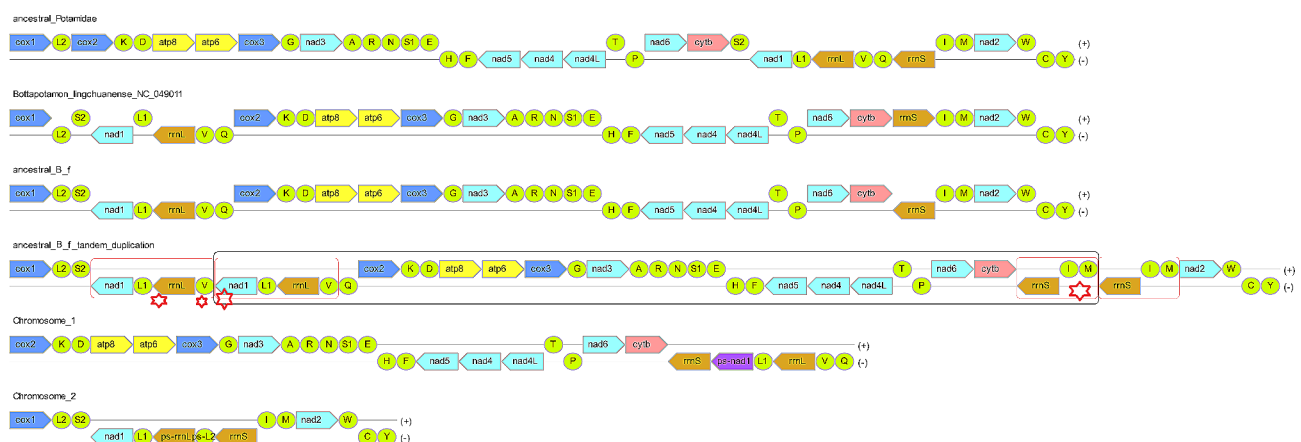 ancestral_Potamidae
cox1 L2 cox2 K D atp8 atp6 cox3 G nad3 A R N S1 E T nad6 cytb S2 I M nad2 W (+)
H F nad5 nad4 nad4L P nad1 L1 rrnL V Q rrnS C Y (-)
Bottapotamon_lingchuanense_NC_049011
cox1 S2 L1 cox2 K D atp8 atp6 cox3 G nad3 A R N S1 E T nad6 cytb rrnS I M nad2 W (+)
L2 nad1 rrnL V Q H F nad5 nad4 nad4L P C Y (-)
ancestral_B_f
cox1 L2 S2 cox2 K D atp8 atp6 cox3 G nad3 A R N S1 E T nad6 cytb I M nad2 W (+)
nad1 L1 rrnL V Q H F nad5 nad4 nad4L P rrnS C Y (-)
ancestral_B_f_tandem_duplication
cox1 L2 S2 cox2 K D atp8 atp6 cox3 G nad3 A R N S1 E T nad6 cytb I M I M nad2 W (+)
nad1 L1 rrnL V nad1 L1 rrnL V Q H F nad5 nad4 nad4L P rrnS rrnS C Y (-)
Chromosome_1
cox2 K D atp8 atp6 cox3 G nad3 A R N S1 E T nad6 cytb (+)
H F nad5 nad4 nad4L P rrnS ps-nad1 L1 rrnL V Q (-)
Chromosome_2
cox1 L2 S2 I M nad2 W (+)
nad1 L1 ps-rrnL ps-L2 rrnS C Y (-)